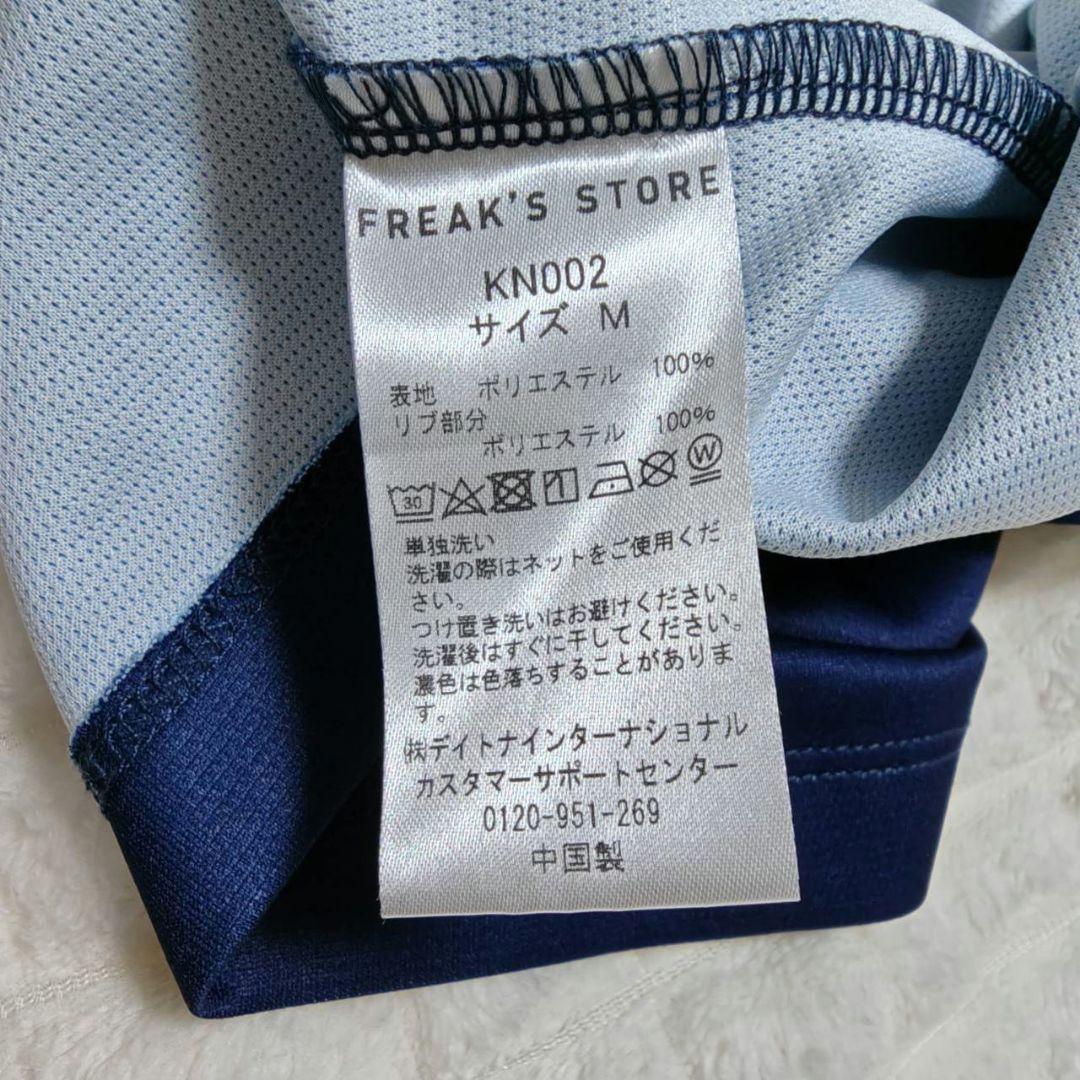 FREAK'S STORE
KN002
サイズ M
表地 ポリエステル 100%
リブ部分
ポリエステル 100%
30 W
単独洗い
洗濯の際はネットをご使用くだ
さい。
つけ置き洗いはお避けください。
洗濯後はすぐに干してください。
濃色は色落ちすることがありま
す。
㈱デイトナインターナショナル
カスタマーサポートセンター
0120-951-269
中国製